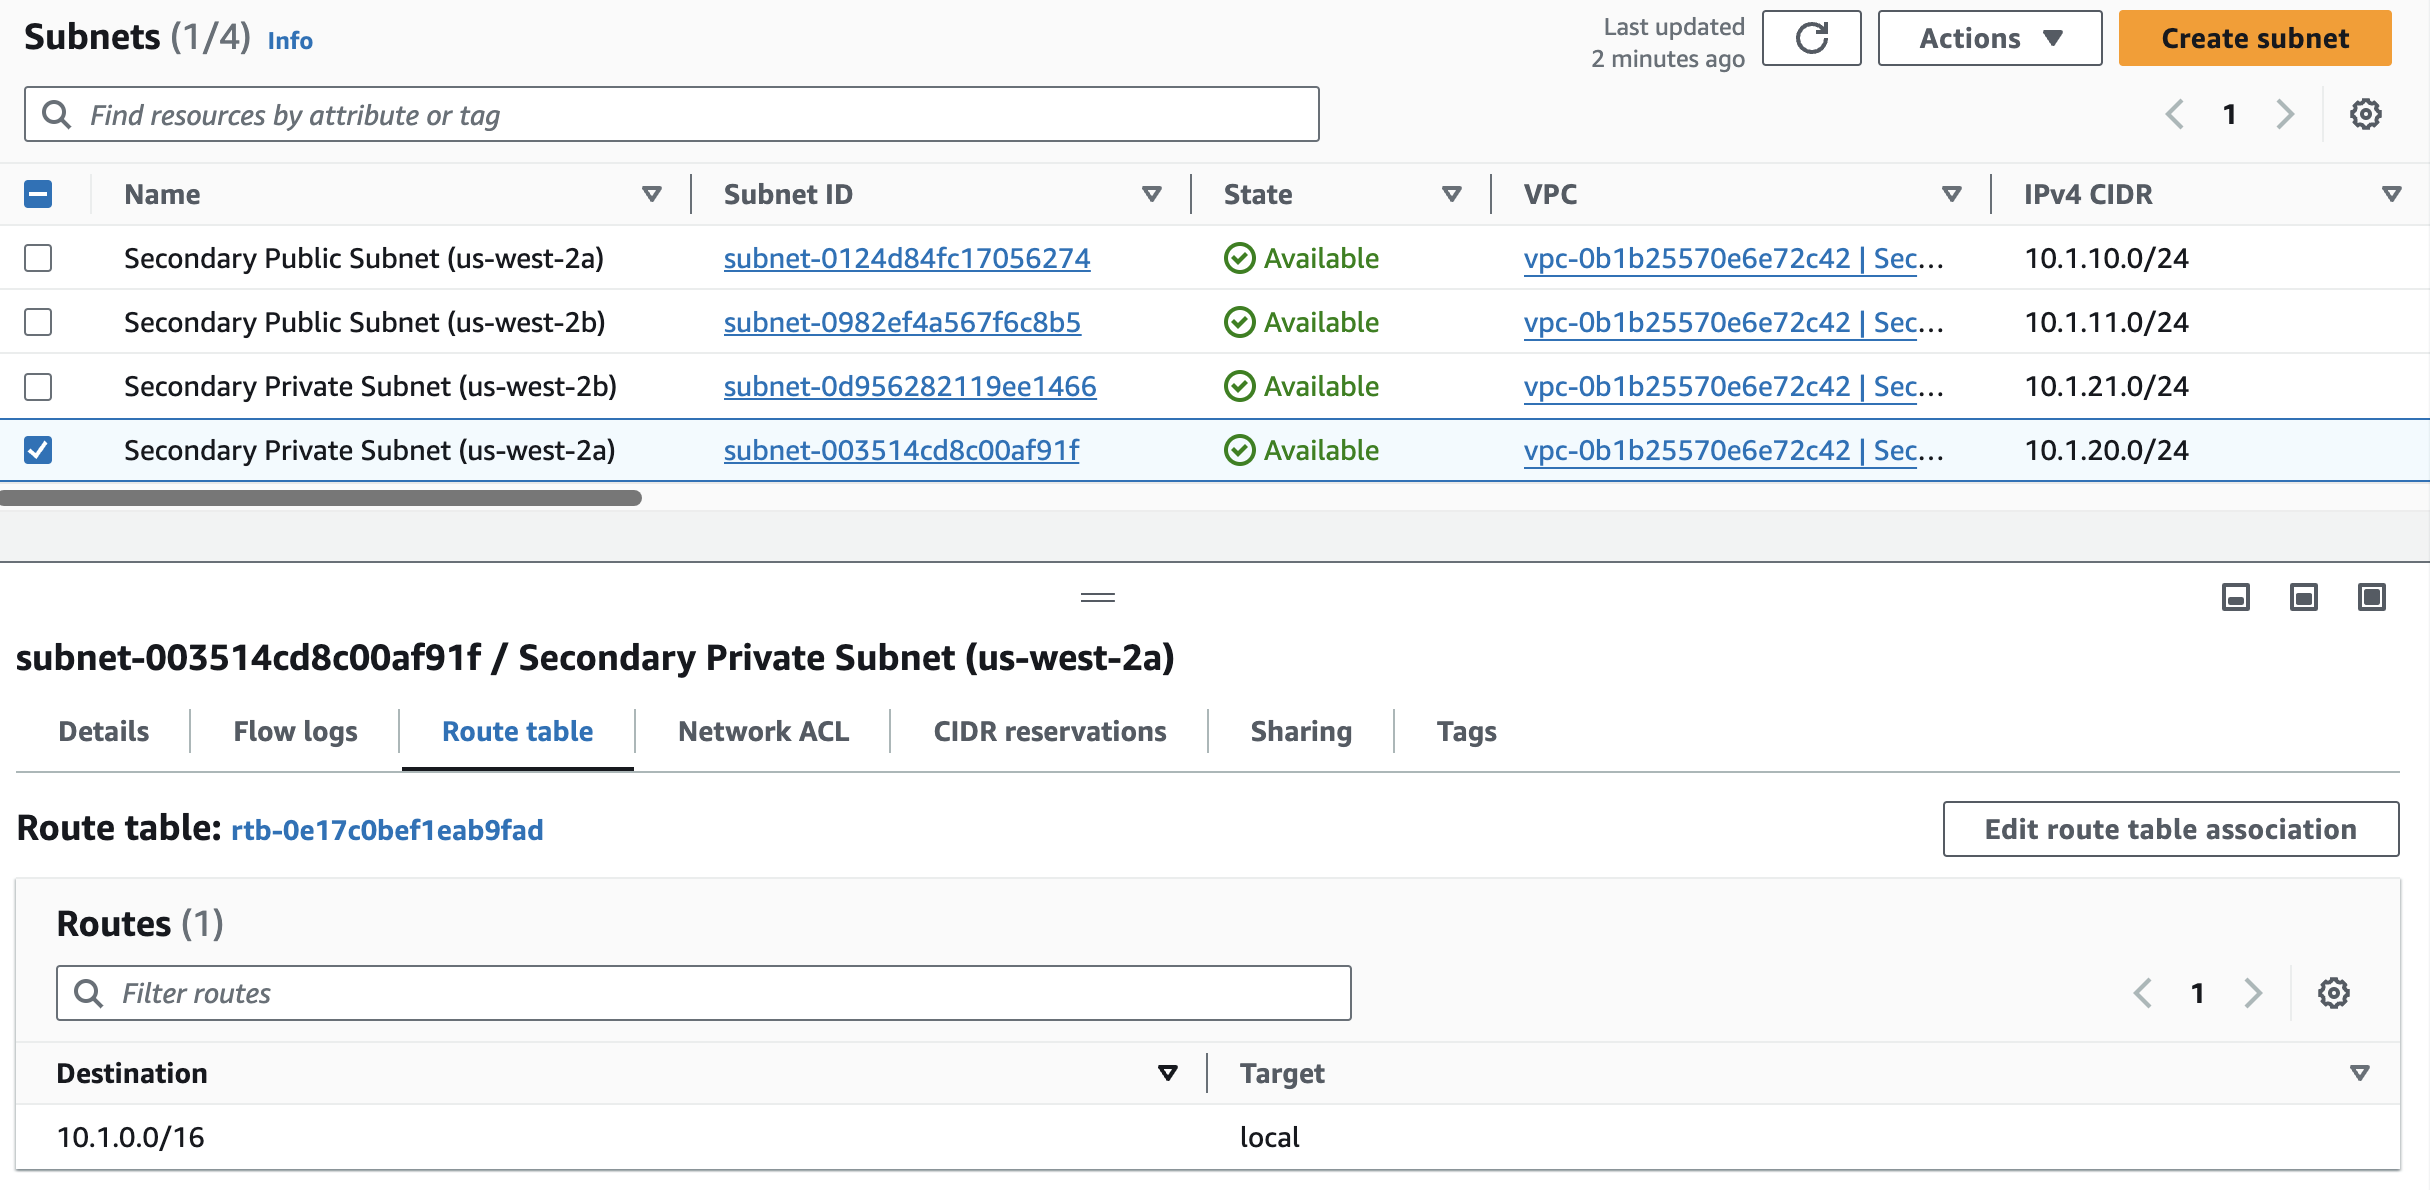 Subnets (1/4) Info
Last updated
2 minutes ago
Actions
Create subnet
Find resources by attribute or tag
1
Name Subnet ID State VPC IPv4 CIDR
Secondary Public Subnet (us-west-2a) subnet-0124d84fc17056274 Available vpc-0b1b25570e6e72c42 | Sec... 10.1.10.0/24
Secondary Public Subnet (us-west-2b) subnet-0982ef4a567f6c8b5 Available vpc-0b1b25570e6e72c42 | Sec... 10.1.11.0/24
Secondary Private Subnet (us-west-2b) subnet-0d956282119ee1466 Available vpc-0b1b25570e6e72c42 | Sec... 10.1.21.0/24
Secondary Private Subnet (us-west-2a) subnet-003514cd8c00af91f Available vpc-0b1b25570e6e72c42 | Sec... 10.1.20.0/24
subnet-003514cd8c00af91f / Secondary Private Subnet (us-west-2a)
Details Flow logs Route table Network ACL CIDR reservations Sharing Tags
Route table: rtb-0e17c0bef1eab9fad
Edit route table association
Routes (1)
Filter routes
1
Destination Target
10.1.0.0/16 local